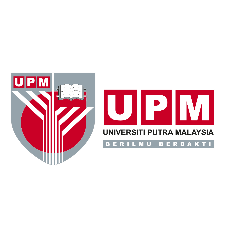 UPM
UPM
UNIVERSITI PUTRA MALAYSIA
BERILMU BERBAKTI